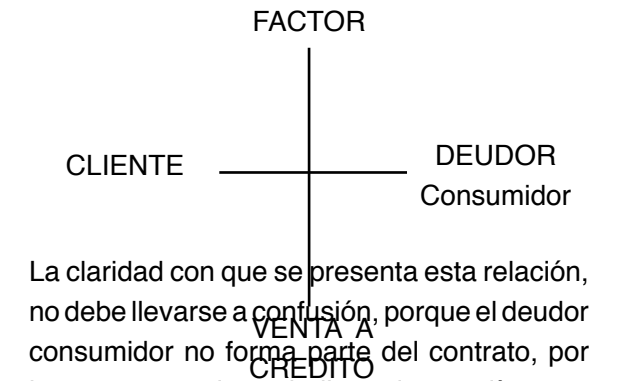 FACTOR
CLIENTE
DEUDOR
Consumidor
La claridad con que se presenta esta relación,
no debe llevarse a confusión, porque el deudor
VENTA A
consumidor no forma parte del contrato, por
CREDITO